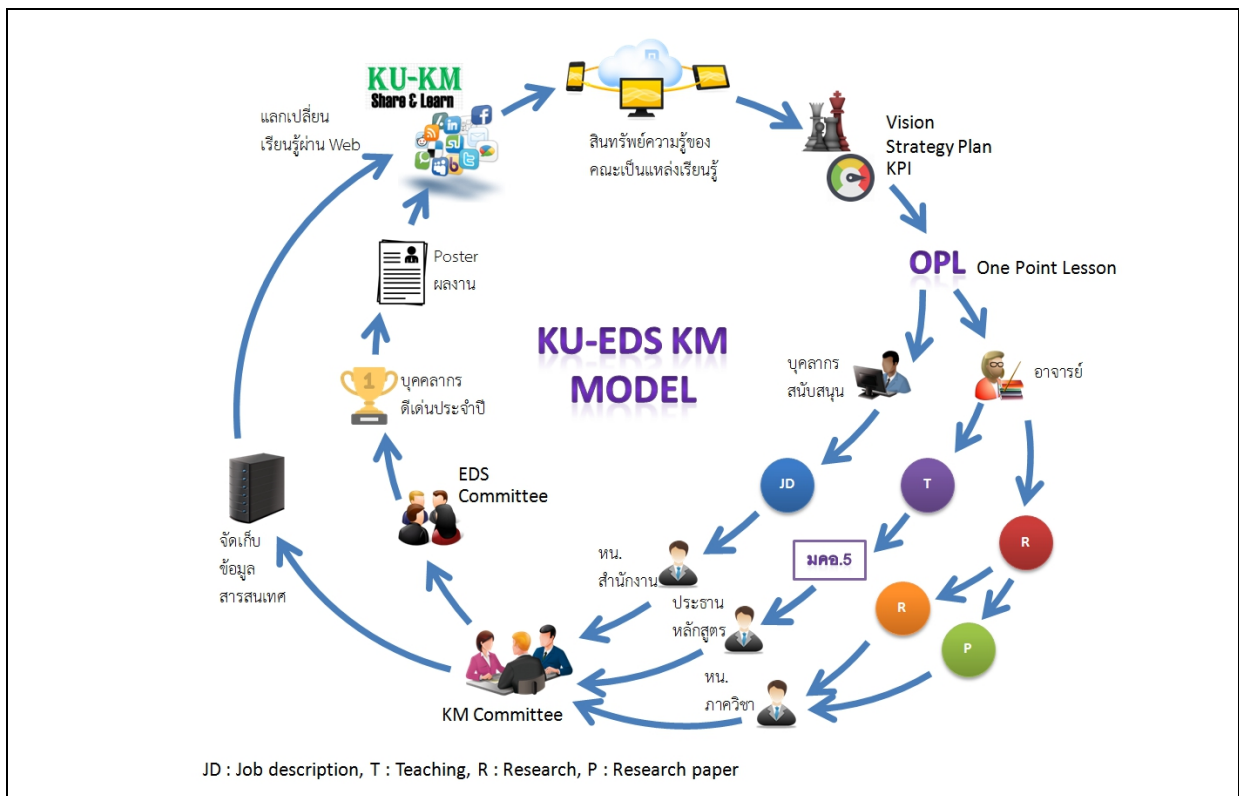 KU-KM
Share & Learn
แลกเปลี่ยน
เรียนรู้ผ่าน Web
สินทรัพย์ความรู้ของ
คณะเป็นแหล่งเรียนรู้
Vision
Strategy Plan
KPI
OPL One Point Lesson
Poster
ผลงาน
KU-EDS KM
MODEL
บุคลากร
สนับสนุน
อาจารย์
1
บุคคลากร
ดีเด่นประจำปี
EDS
Committee
JD
T
R
จัดเก็บ
ข้อมูล
สารสนเทศ
หน.
สำนักงาน
มคอ.5
ประธาน
หลักสูตร
R
P
หน.
ภาควิชา
KM Committee
JD : Job description, T : Teaching, R : Research, P : Research paper